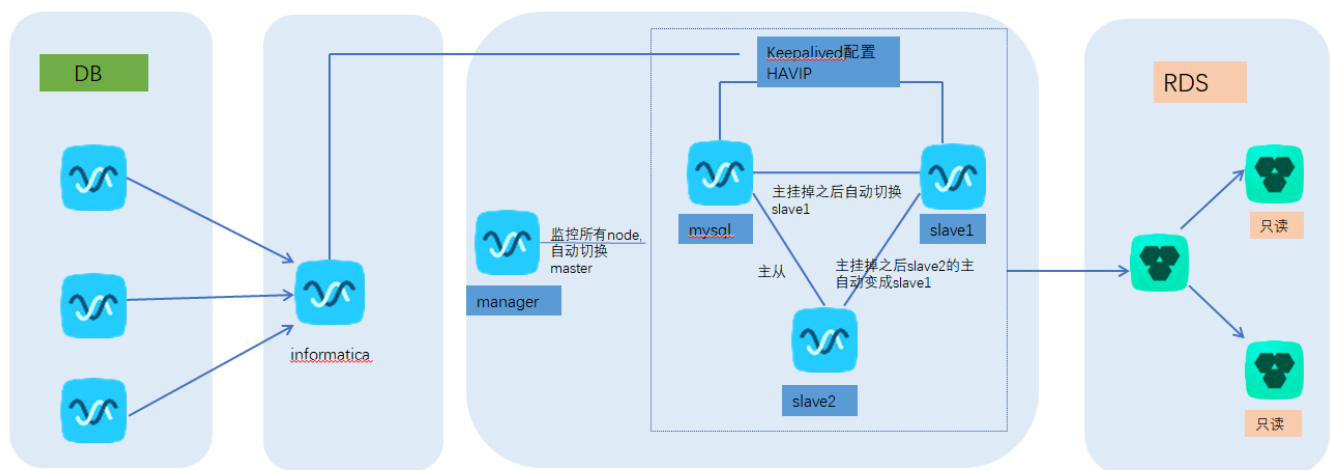 DB
informatica
Keepalived配置
HAVIP
mysql
slave1
主挂掉之后自动切换
slave1
监控所有node,
自动切换
master
manager
主从
主挂掉之后slave2的主
自动变成slave1
slave2
RDS
只读
只读